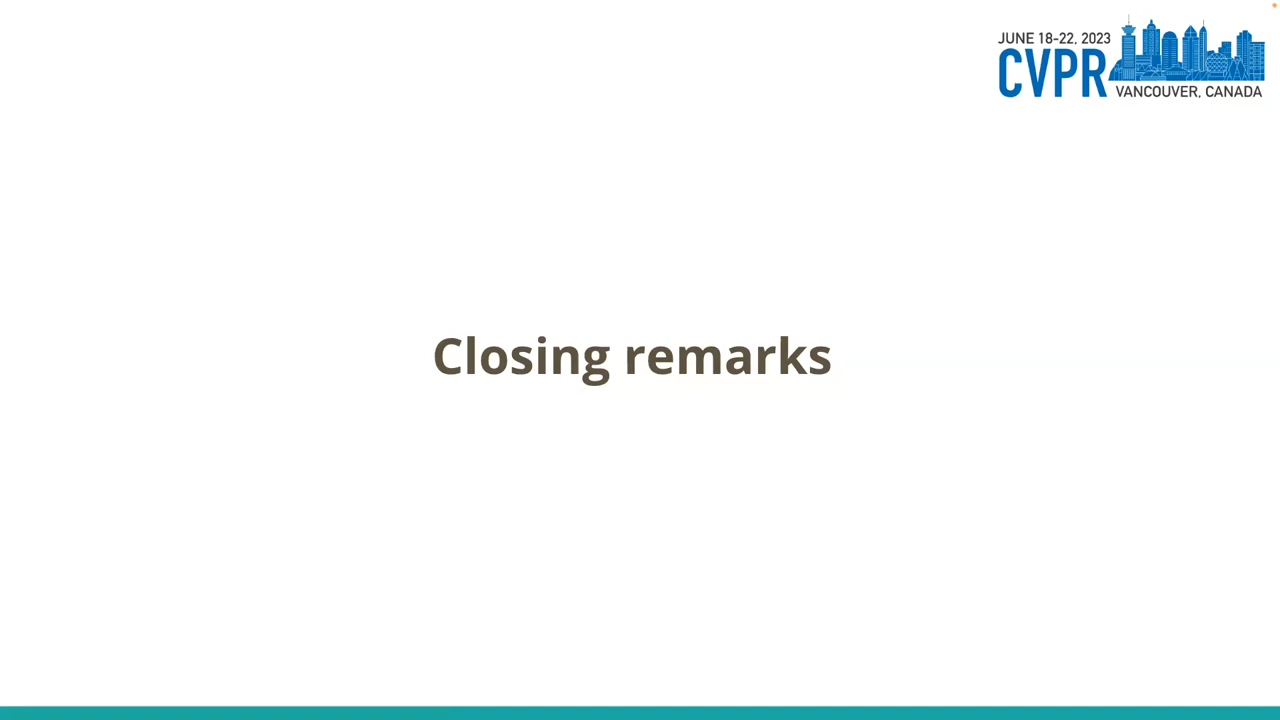 JUNE 18-22, 2023
CVPR
VANCOUVER, CANADA
Closing remarks